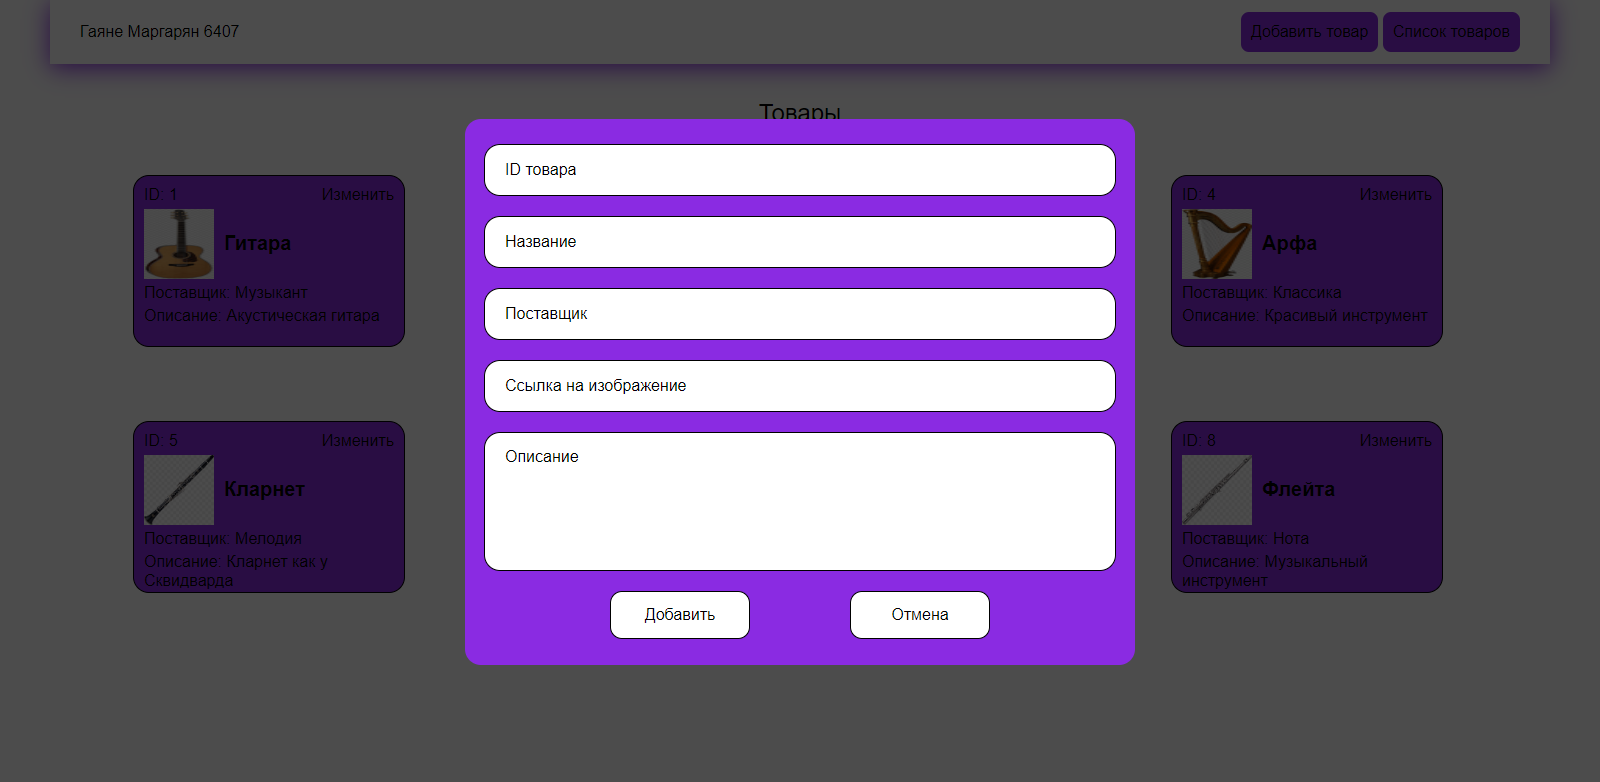 Гаяне Маргарян 6407
Добавить товар
Список товаров
Товары
ID: 1
Изменить
Гитара
Поставщик: Музыкант
Описание: Акустическая гитара
ID: 4
Изменить
Арфа
Поставщик: Классика
Описание: Красивый инструмент
ID: 5
Изменить
Кларнет
Поставщик: Мелодия
Описание: Кларнет как у
Сквидварда
ID: 8
Изменить
Флейта
Поставщик: Нота
Описание: Музыкальный
инструмент
ID товара
Название
Поставщик
Ссылка на изображение
Описание
Добавить
Отмена